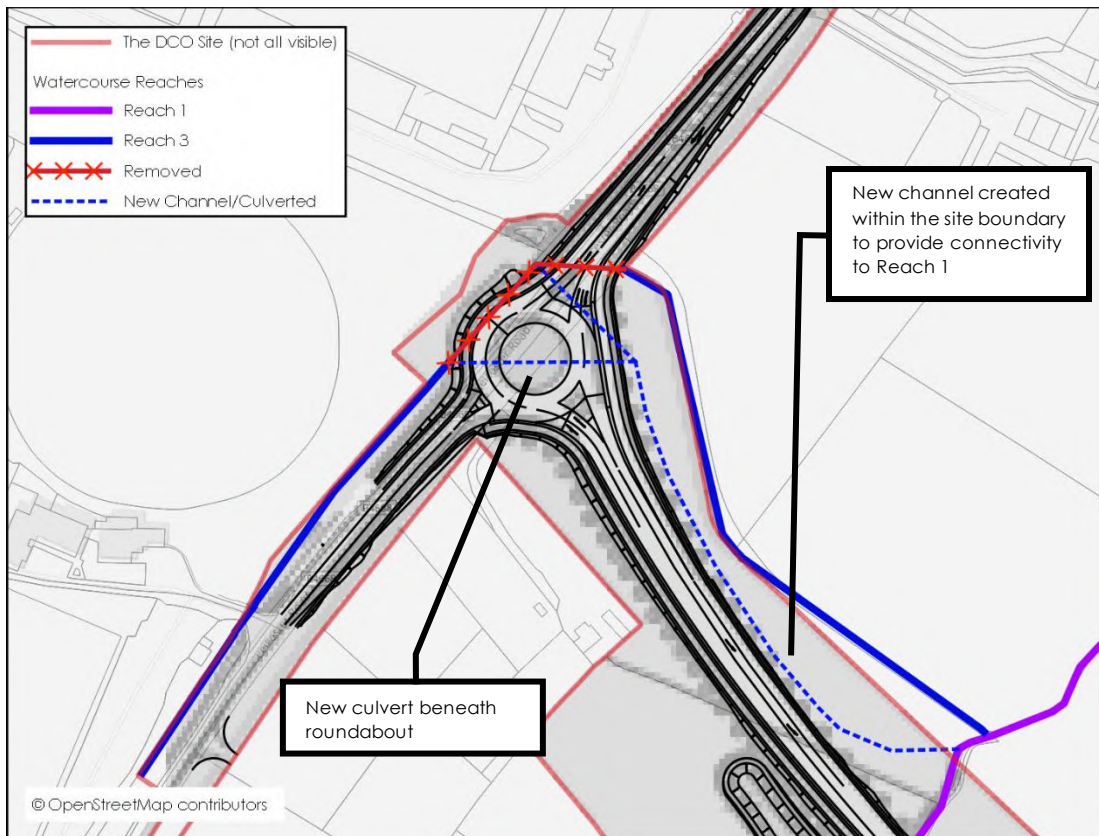 The DCO Site (not all visible)
Watercourse Reaches
Reach 1
Reach 3
Removed
New Channel/Culverted
New channel created
within the site boundary
to provide connectivity
to Reach 1
New culvert beneath
roundabout
© OpenStreetMap contributors